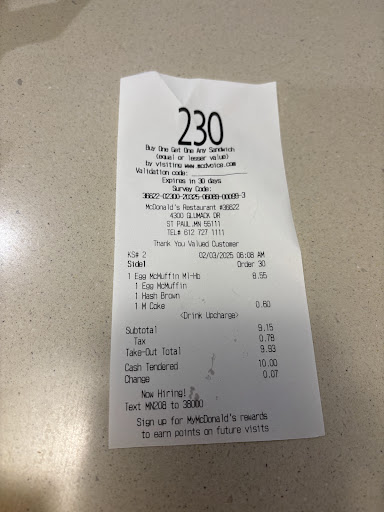 230
Buy One Get One Any Sandwich
(equal or lesser value)
by visiting www.mcdvoice.com
Validation code:
Expires in 30 days
Survey Code:
36622-02300-20325-06089-00099-3
McDonald's Restaurant #36622
4300 GLUMACK DR
ST PAUL,MN 55111
TEL# 612 727 1111
Thank You Valued Customer
KS# 2 02/03/2025 06:08 AM
Side1 Order 30
1 Egg McMuffin Ml-Hb 8.55
1 Egg McMuffin
1 Hash Brown
1 M Coke 0.60
<Drink Upcharge>
Subtotal 9.15
Tax 0.78
Take-Out Total 9.93
Cash Tendered 10.00
Change 0.07
Now Hiring!
Text MN208 to 38000
Sign up for MyMcDonald's rewards
to earn points on future visits